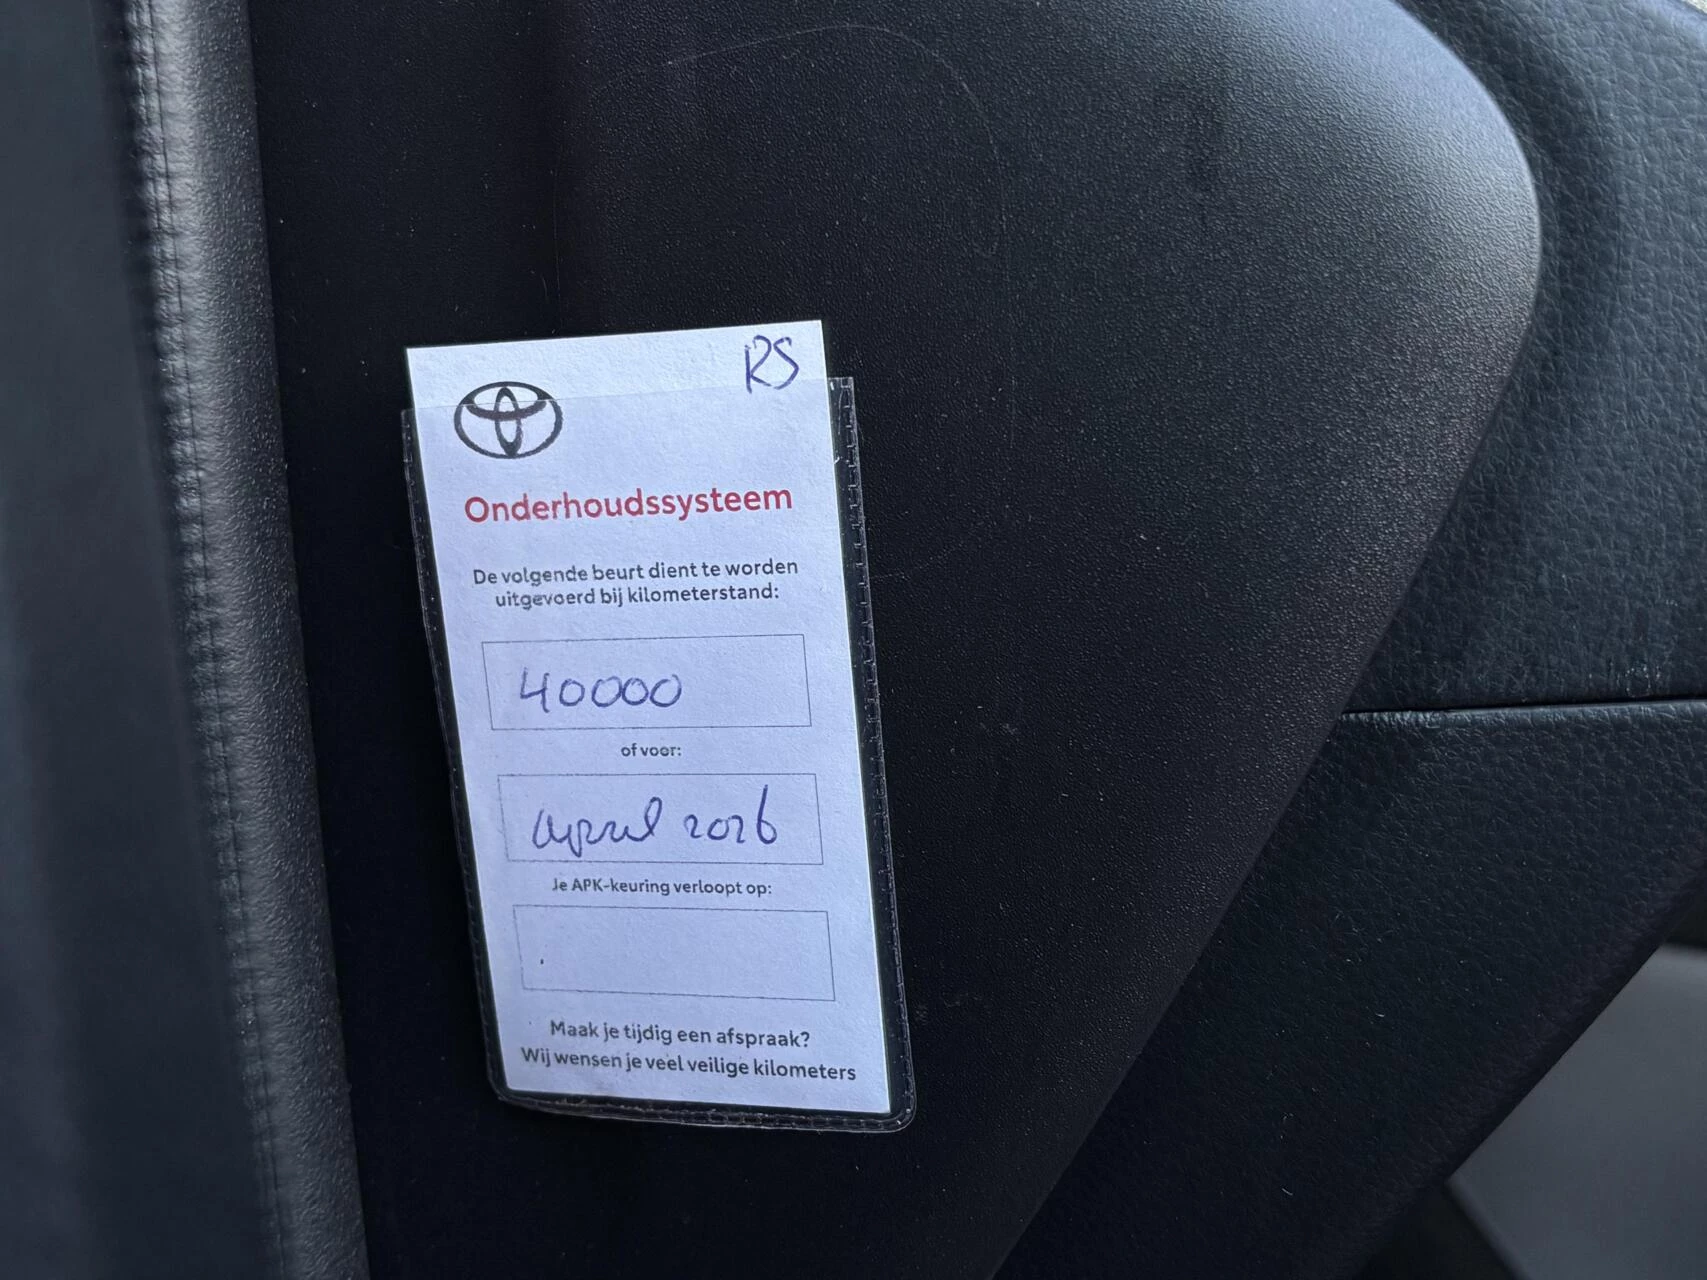 RS
Onderhoudssysteem
De volgende beurt dient te worden
uitgevoerd bij kilometerstand:
40000
of voor:
april 2026
Je APK-keuring verloopt op:
Maak je tijdig een afspraak?
Wij wensen je veel veilige kilometers